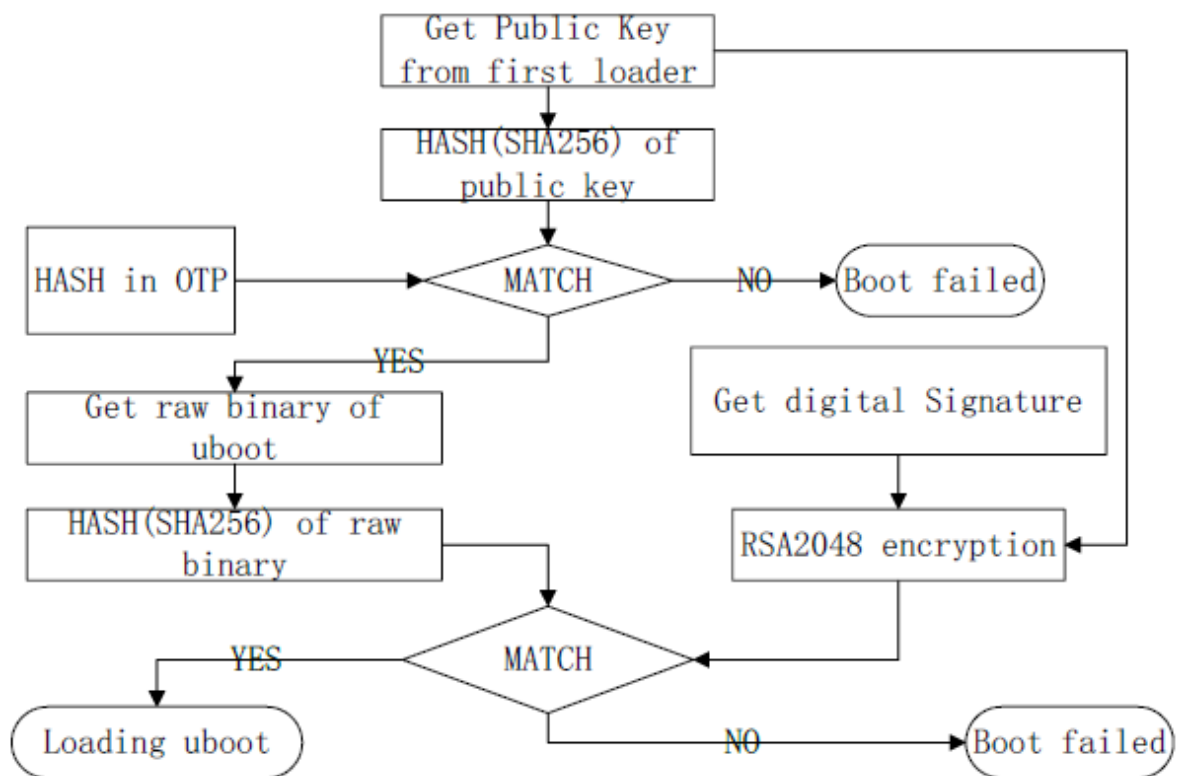 Get Public Key
from first loader
HASH(SHA256) of
public key
HASH in OTP
MATCH
NO
Boot failed
YES
Get raw binary of
uboot
Get digital Signature
HASH(SHA256) of raw
binary
RSA2048 encryption
MATCH
YES
Loading uboot
NO
Boot failed